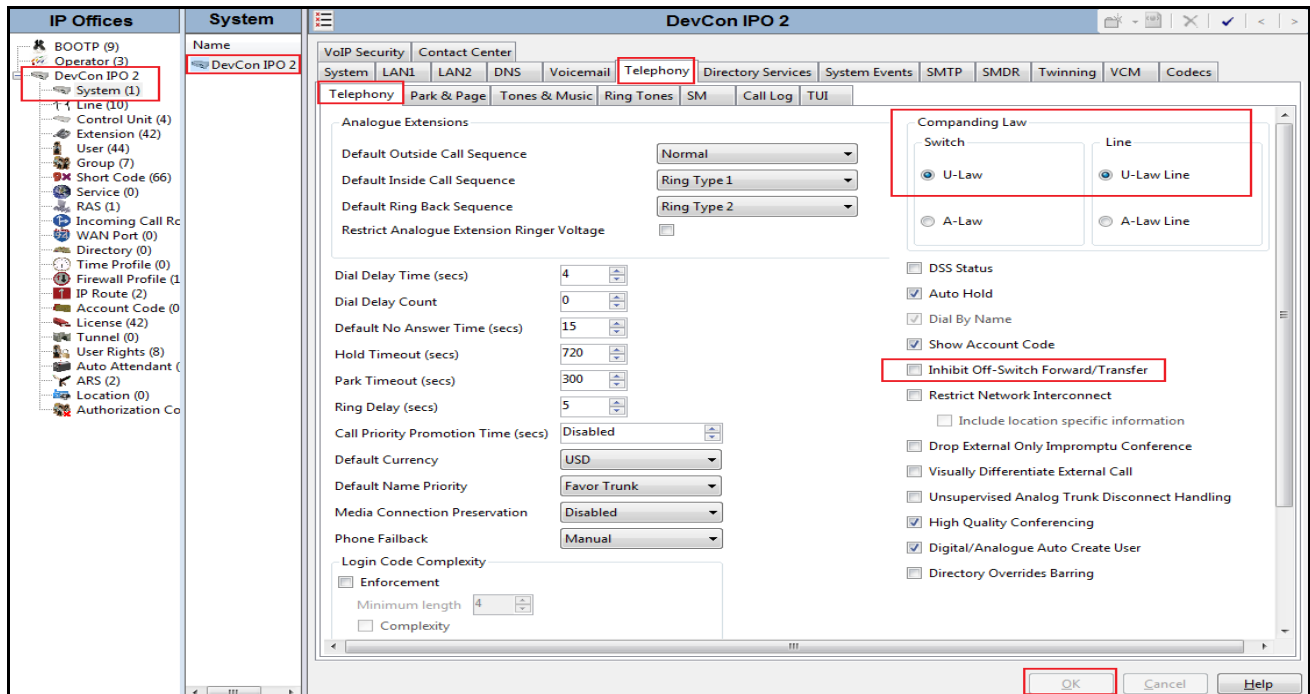 IP Offices
BOOTP (9)
Operator (3)
DevCon IPO 2
System (1)
Line (10)
Control Unit (4)
Extension (42)
User (44)
Group (7)
Short Code (66)
Service (0)
RAS (1)
Incoming Call Rc
WAN Port (0)
Directory (0)
Time Profile (0)
Firewall Profile (1
IP Route (2)
Account Code (0
License (42)
Tunnel (0)
User Rights (8)
Auto Attendant (
ARS (2)
Location (0)
Authorization Co
System
Name
DevCon IPO 2
DevCon IPO 2
VoIP Security Contact Center
System LAN1 LAN2 DNS Voicemail Telephony Directory Services System Events SMTP SMDR Twinning VCM Codecs
Telephony Park & Page Tones & Music Ring Tones SM Call Log TUI
Analogue Extensions
Default Outside Call Sequence Normal
Default Inside Call Sequence Ring Type 1
Default Ring Back Sequence Ring Type 2
Restrict Analogue Extension Ringer Voltage
Dial Delay Time (secs) 4
Dial Delay Count 0
Default No Answer Time (secs) 15
Hold Timeout (secs) 720
Park Timeout (secs) 300
Ring Delay (secs) 5
Call Priority Promotion Time (secs) Disabled
Default Currency USD
Default Name Priority Favor Trunk
Media Connection Preservation Disabled
Phone Failback Manual
Login Code Complexity
Enforcement
Minimum length 4
Complexity
Companding Law
Switch Line
U-Law U-Law Line
A-Law A-Law Line
DSS Status
Auto Hold
Dial By Name
Show Account Code
Inhibit Off-Switch Forward/Transfer
Restrict Network Interconnect
Include location specific information
Drop External Only Impromptu Conference
Visually Differentiate External Call
Unsupervised Analog Trunk Disconnect Handling
High Quality Conferencing
Digital/Analogue Auto Create User
Directory Overrides Barring
OK Cancel Help